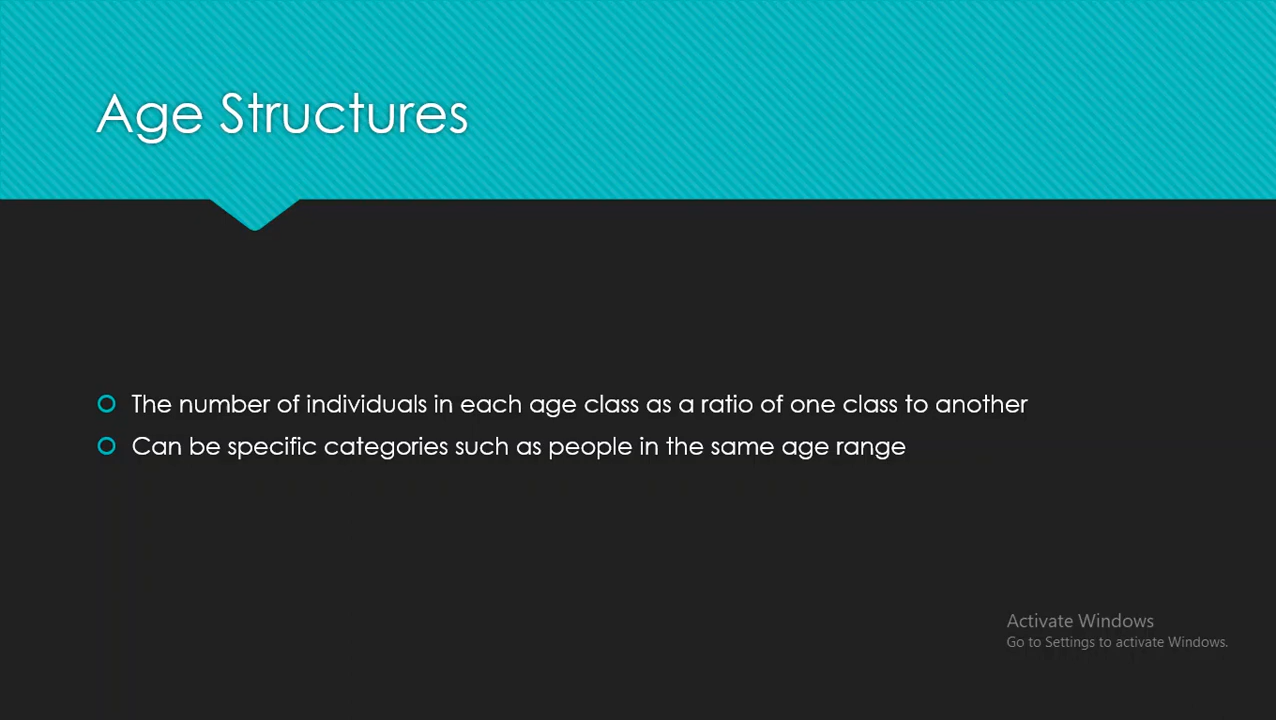 Age Structures
The number of individuals in each age class as a ratio of one class to another
Can be specific categories such as people in the same age range
Activate Windows
Go to Settings to activate Windows.